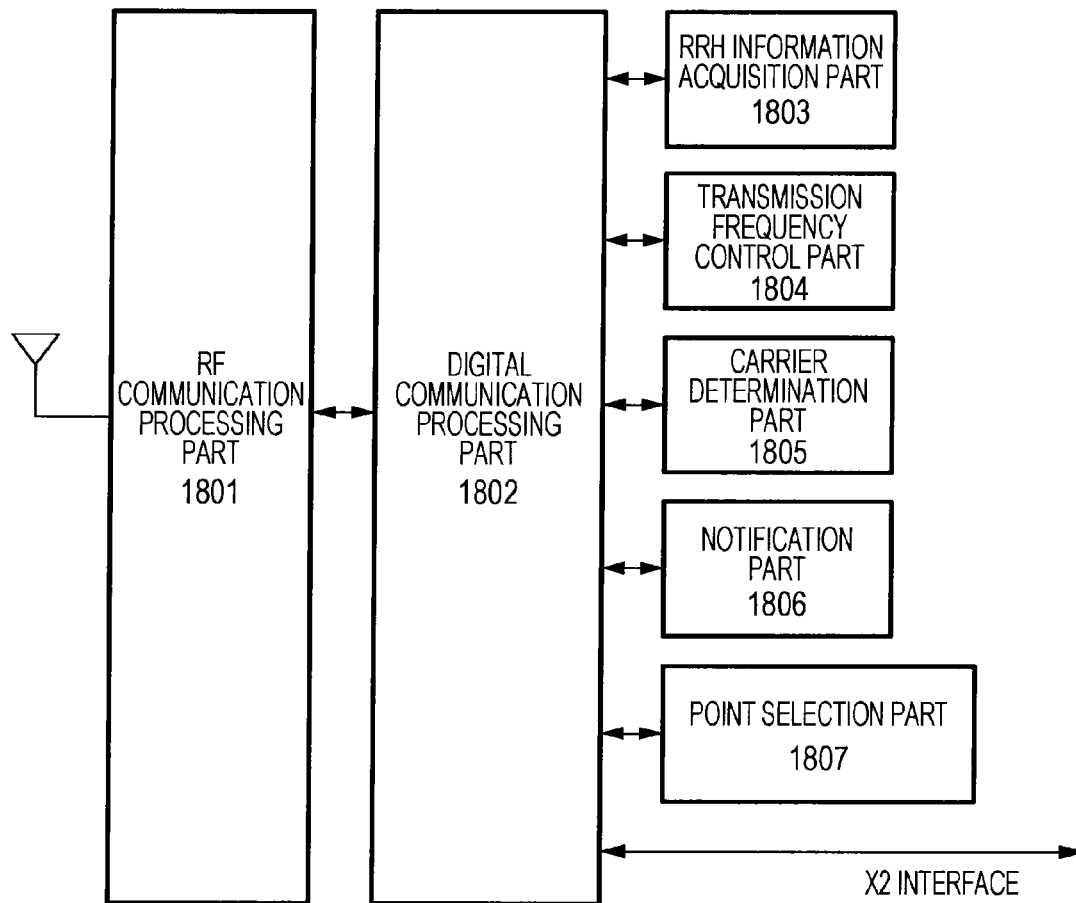 RF
COMMUNICATION
PROCESSING
PART
1801
DIGITAL
COMMUNICATION
PROCESSING
PART
1802
RRH INFORMATION
ACQUISITION PART
1803
TRANSMISSION
FREQUENCY
CONTROL PART
1804
CARRIER
DETERMINATION
PART
1805
NOTIFICATION
PART
1806
POINT SELECTION PART
1807
X2 INTERFACE